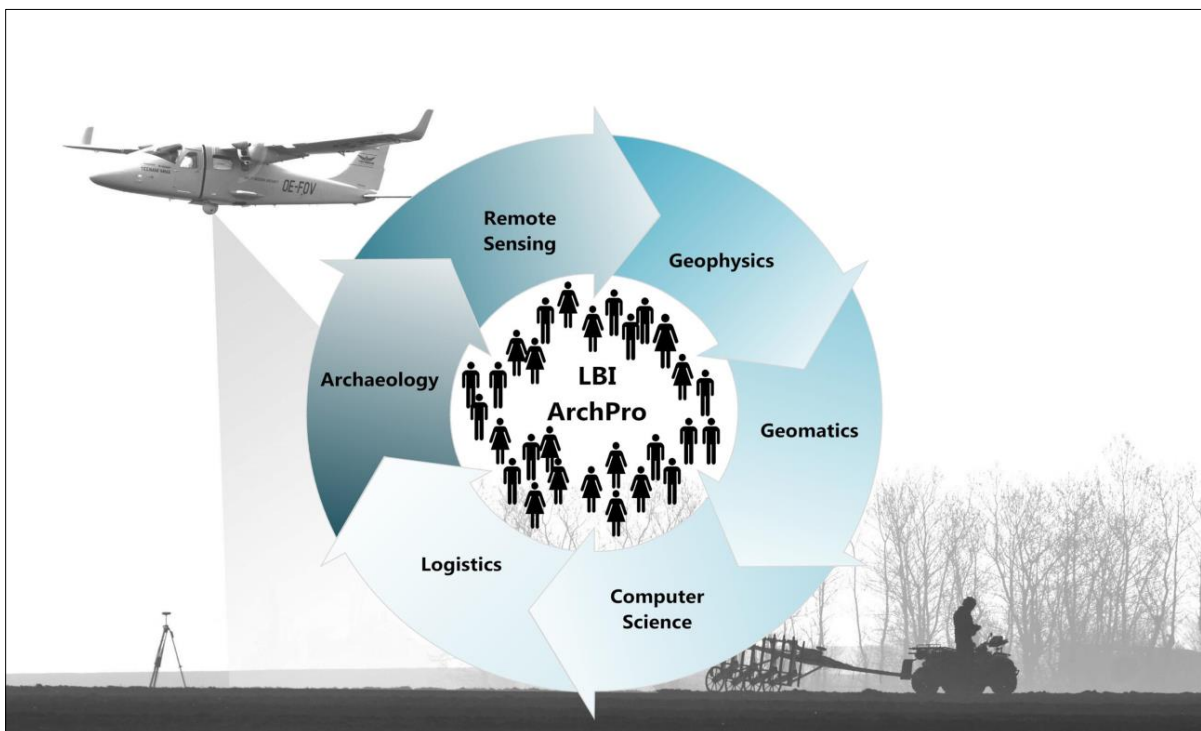 OE-FDV
Remote
Sensing
Geophysics
Archaeology
LBI
ArchPro
Geomatics
Logistics
Computer
Science